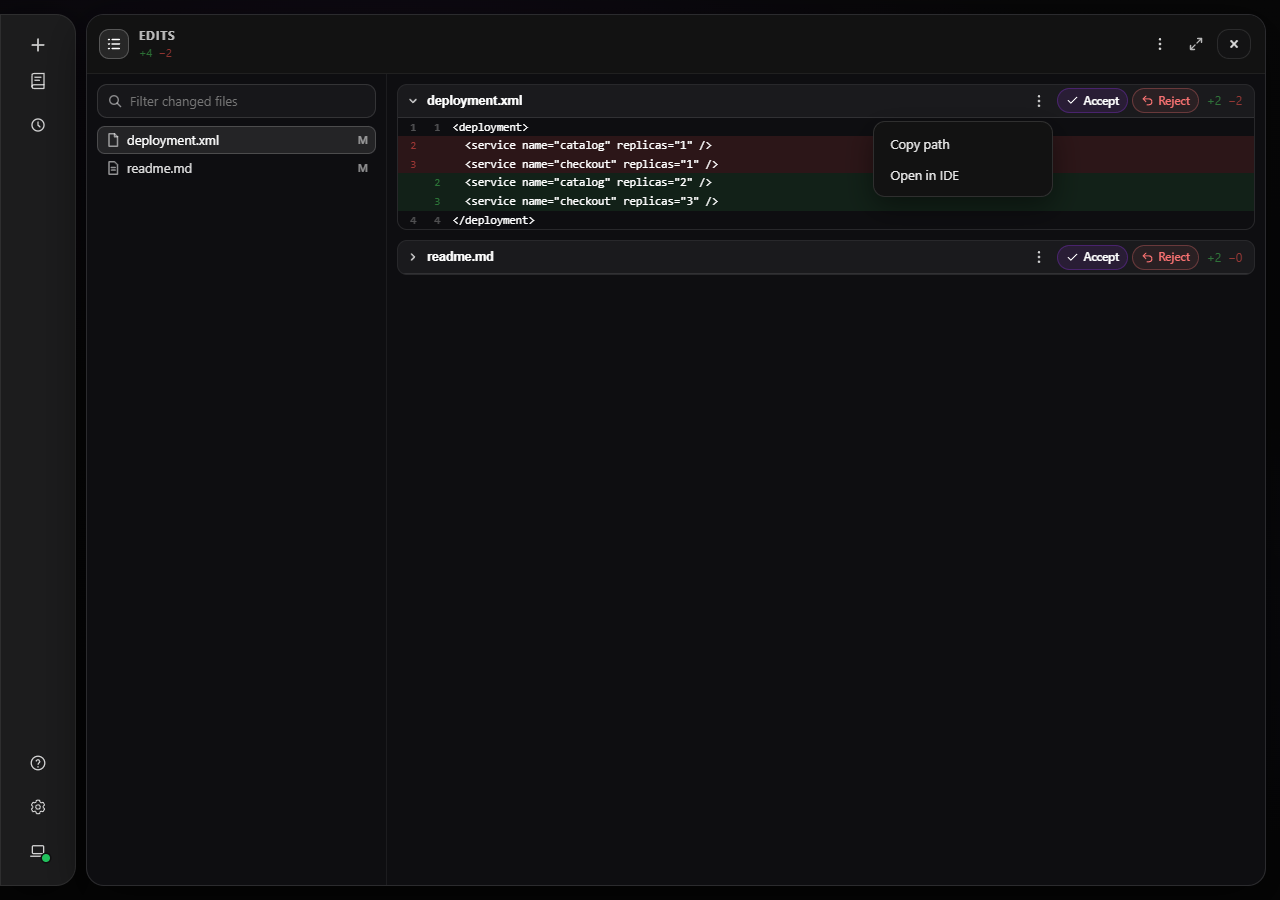 EDITS
+4 −2
Filter changed files
deployment.xml M
readme.md M
deployment.xml Accept Reject +2 −2
1 1 <deployment>
2 <service name="catalog" replicas="1" />
3 <service name="checkout" replicas="1" />
2 <service name="catalog" replicas="2" />
3 <service name="checkout" replicas="3" />
4 4 </deployment>
Copy path
Open in IDE
readme.md Accept Reject +2 −0